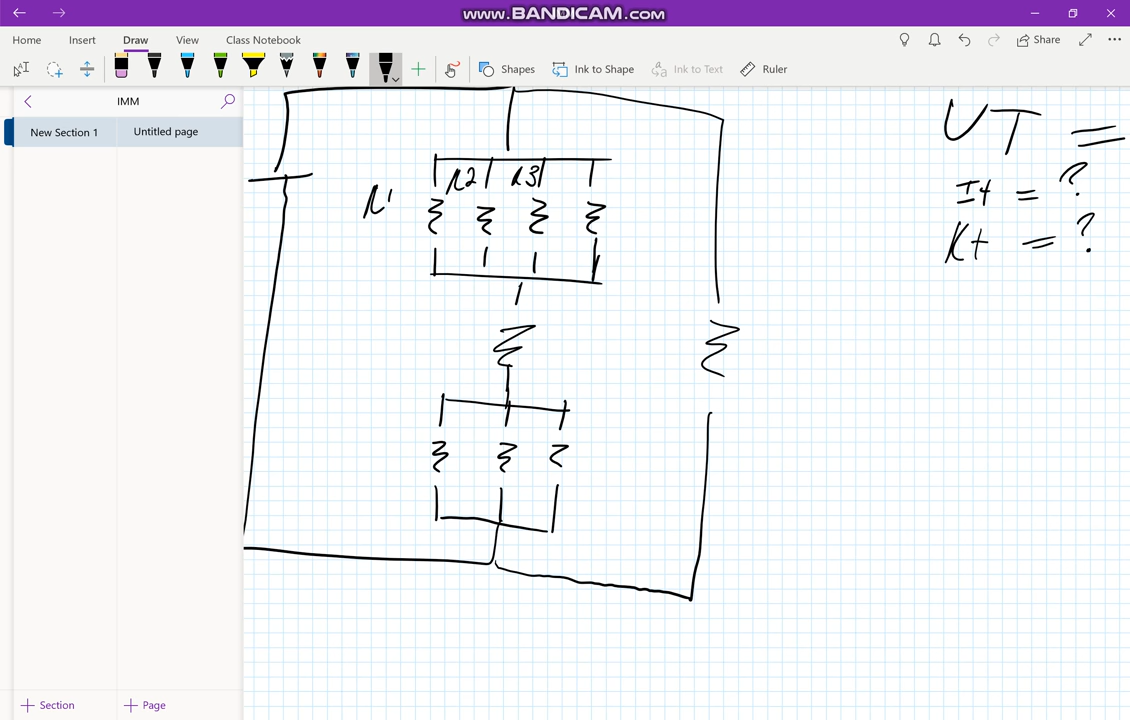 www.BANDICAM.com
Home Insert Draw View Class Notebook Share
Shapes Ink to Shape Ink to Text Ruler
IMM
New Section 1 Untitled page
UT =
It = ?
Rt = ?
R1 R2 R3
+ Section + Page